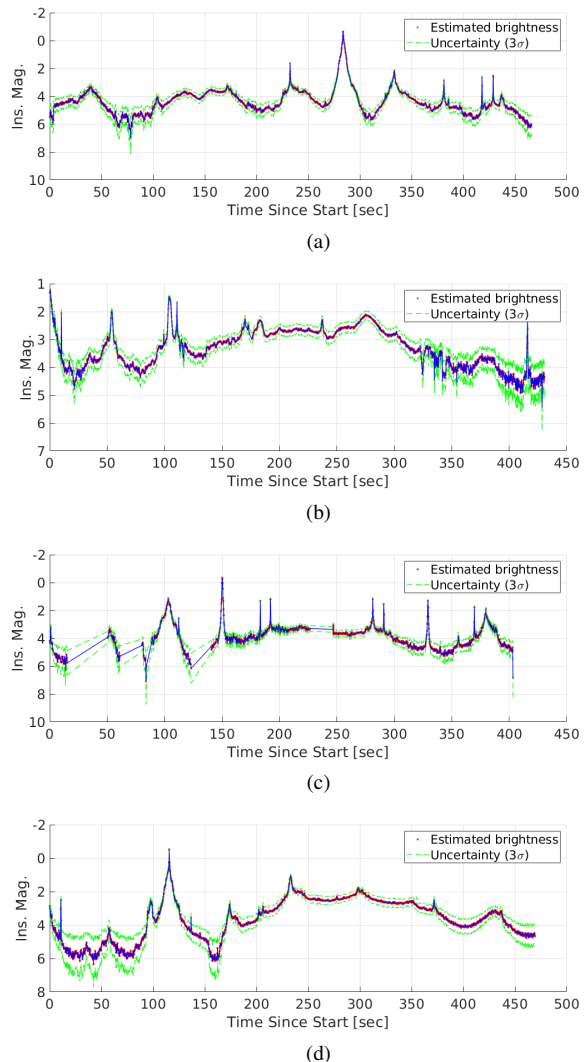 -2
0
2
4
6
8
10
Ins. Mag.
Estimated brightness
Uncertainty (3σ)
0 50 100 150 200 250 300 350 400 450 500
Time Since Start [sec]
(a)
1
2
3
4
5
6
7
Ins. Mag.
Estimated brightness
Uncertainty (3σ)
0 50 100 150 200 250 300 350 400 450
Time Since Start [sec]
(b)
-2
0
2
4
6
8
10
Ins. Mag.
Estimated brightness
Uncertainty (3σ)
0 50 100 150 200 250 300 350 400 450
Time Since Start [sec]
(c)
-2
0
2
4
6
8
Ins. Mag.
Estimated brightness
Uncertainty (3σ)
0 50 100 150 200 250 300 350 400 450 500
Time Since Start [sec]
(d)